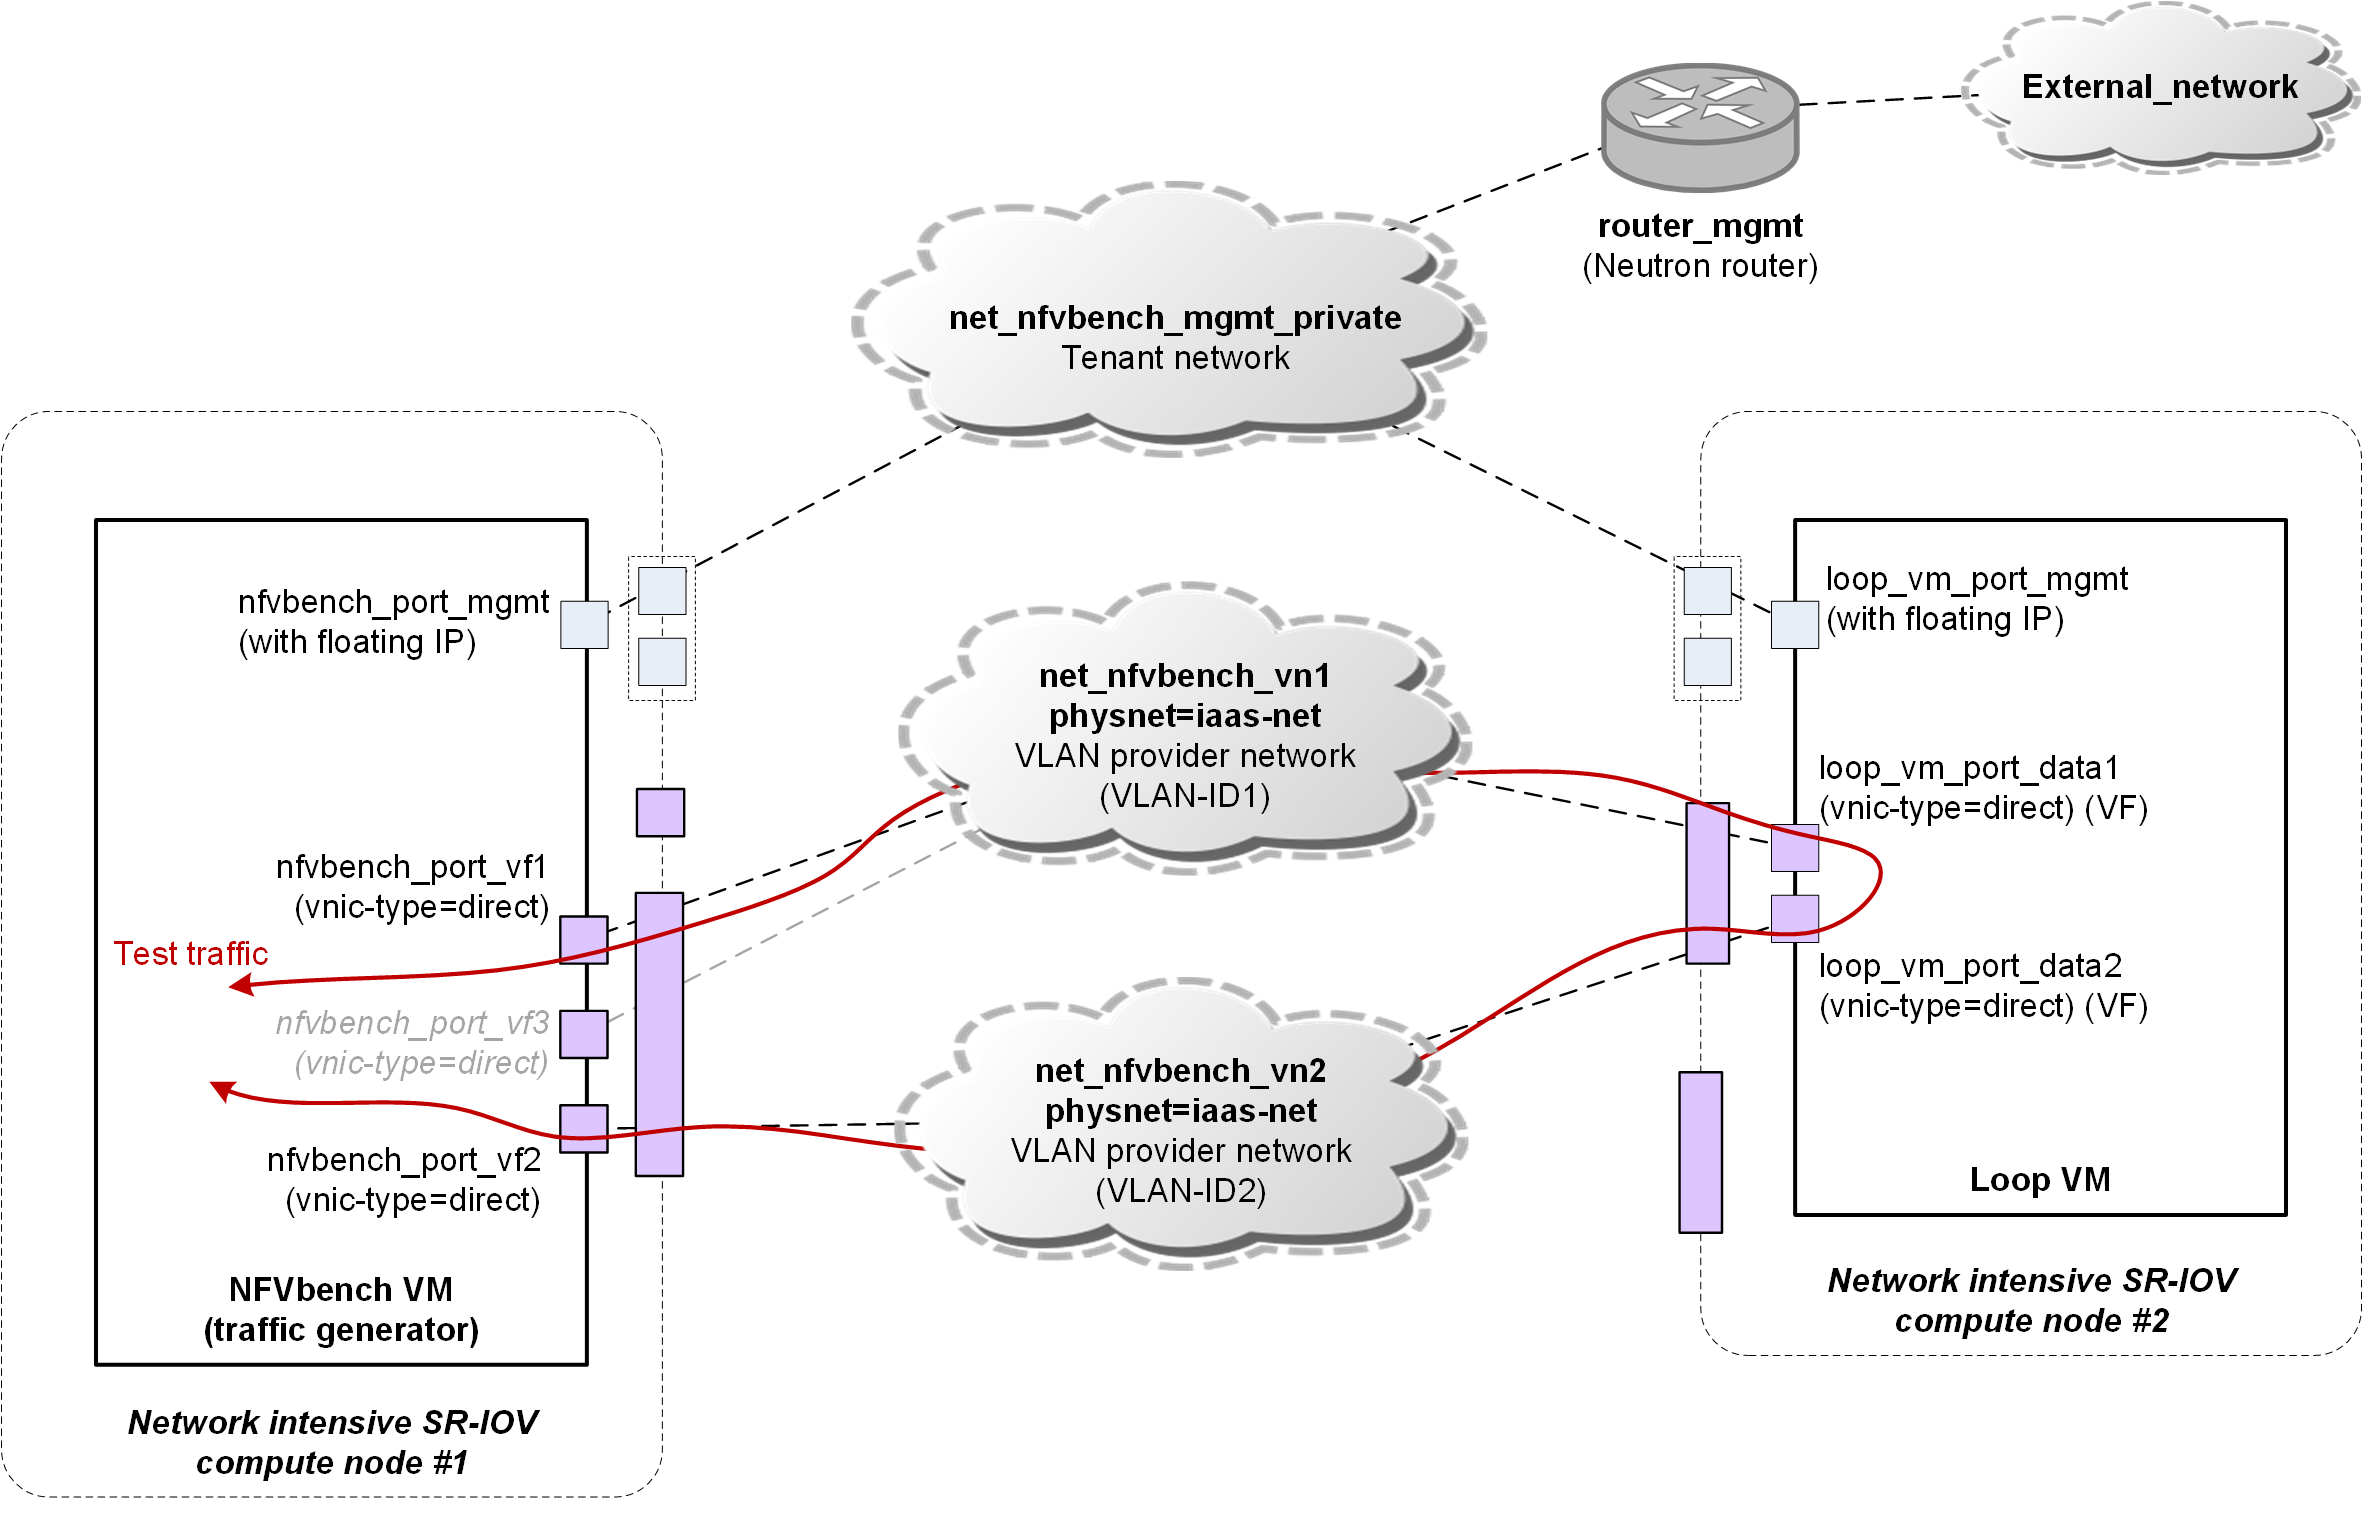 External_network
router_mgmt
(Neutron router)
net_nfvbench_mgmt_private
Tenant network
nfvbench_port_mgmt
(with floating IP)
loop_vm_port_mgmt
(with floating IP)
net_nfvbench_vn1
physnet=iaas-net
VLAN provider network
(VLAN-ID1)
loop_vm_port_data1
(vnic-type=direct) (VF)
nfvbench_port_vf1
(vnic-type=direct)
Test traffic
nfvbench_port_vf3
(vnic-type=direct)
loop_vm_port_data2
(vnic-type=direct) (VF)
net_nfvbench_vn2
physnet=iaas-net
VLAN provider network
(VLAN-ID2)
nfvbench_port_vf2
(vnic-type=direct)
Loop VM
NFVbench VM
(traffic generator)
Network intensive SR-IOV
compute node #2
Network intensive SR-IOV
compute node #1